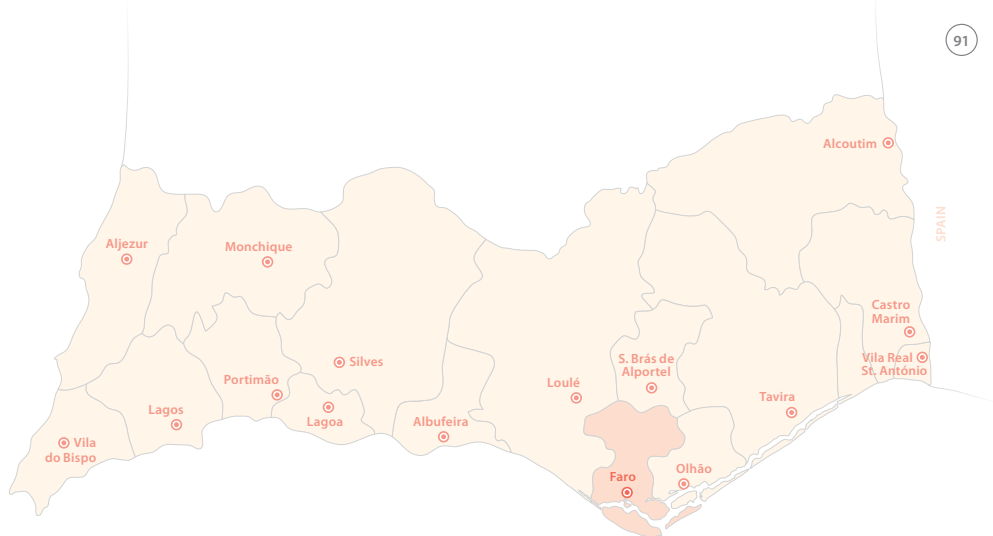 91
Alcoutim
SPAIN
Aljezur
Monchique
Castro
Marim
Silves
S. Brás de
Alportel
Vila Real
St. António
Portimão
Loulé
Tavira
Lagos
Lagoa
Albufeira
Vila
do Bispo
Olhão
Faro